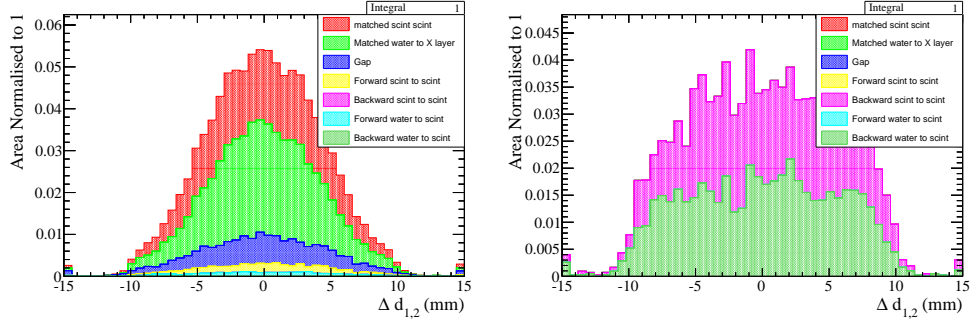 Integral 1
matched scint scint
Matched water to X layer
Gap
Forward scint to scint
Backward scint to scint
Forward water to scint
Backward water to scint
Area Normalised to 1
0.06
0.05
0.04
0.03
0.02
0.01
0
-15 -10 -5 0 5 10 15
Δ d1,2 (mm)
Integral 1
matched scint scint
Matched water to X layer
Gap
Forward scint to scint
Backward scint to scint
Forward water to scint
Backward water to scint
Area Normalised to 1
0.045
0.04
0.035
0.03
0.025
0.02
0.015
0.01
0.005
0
-15 -10 -5 0 5 10 15
Δ d1,2 (mm)